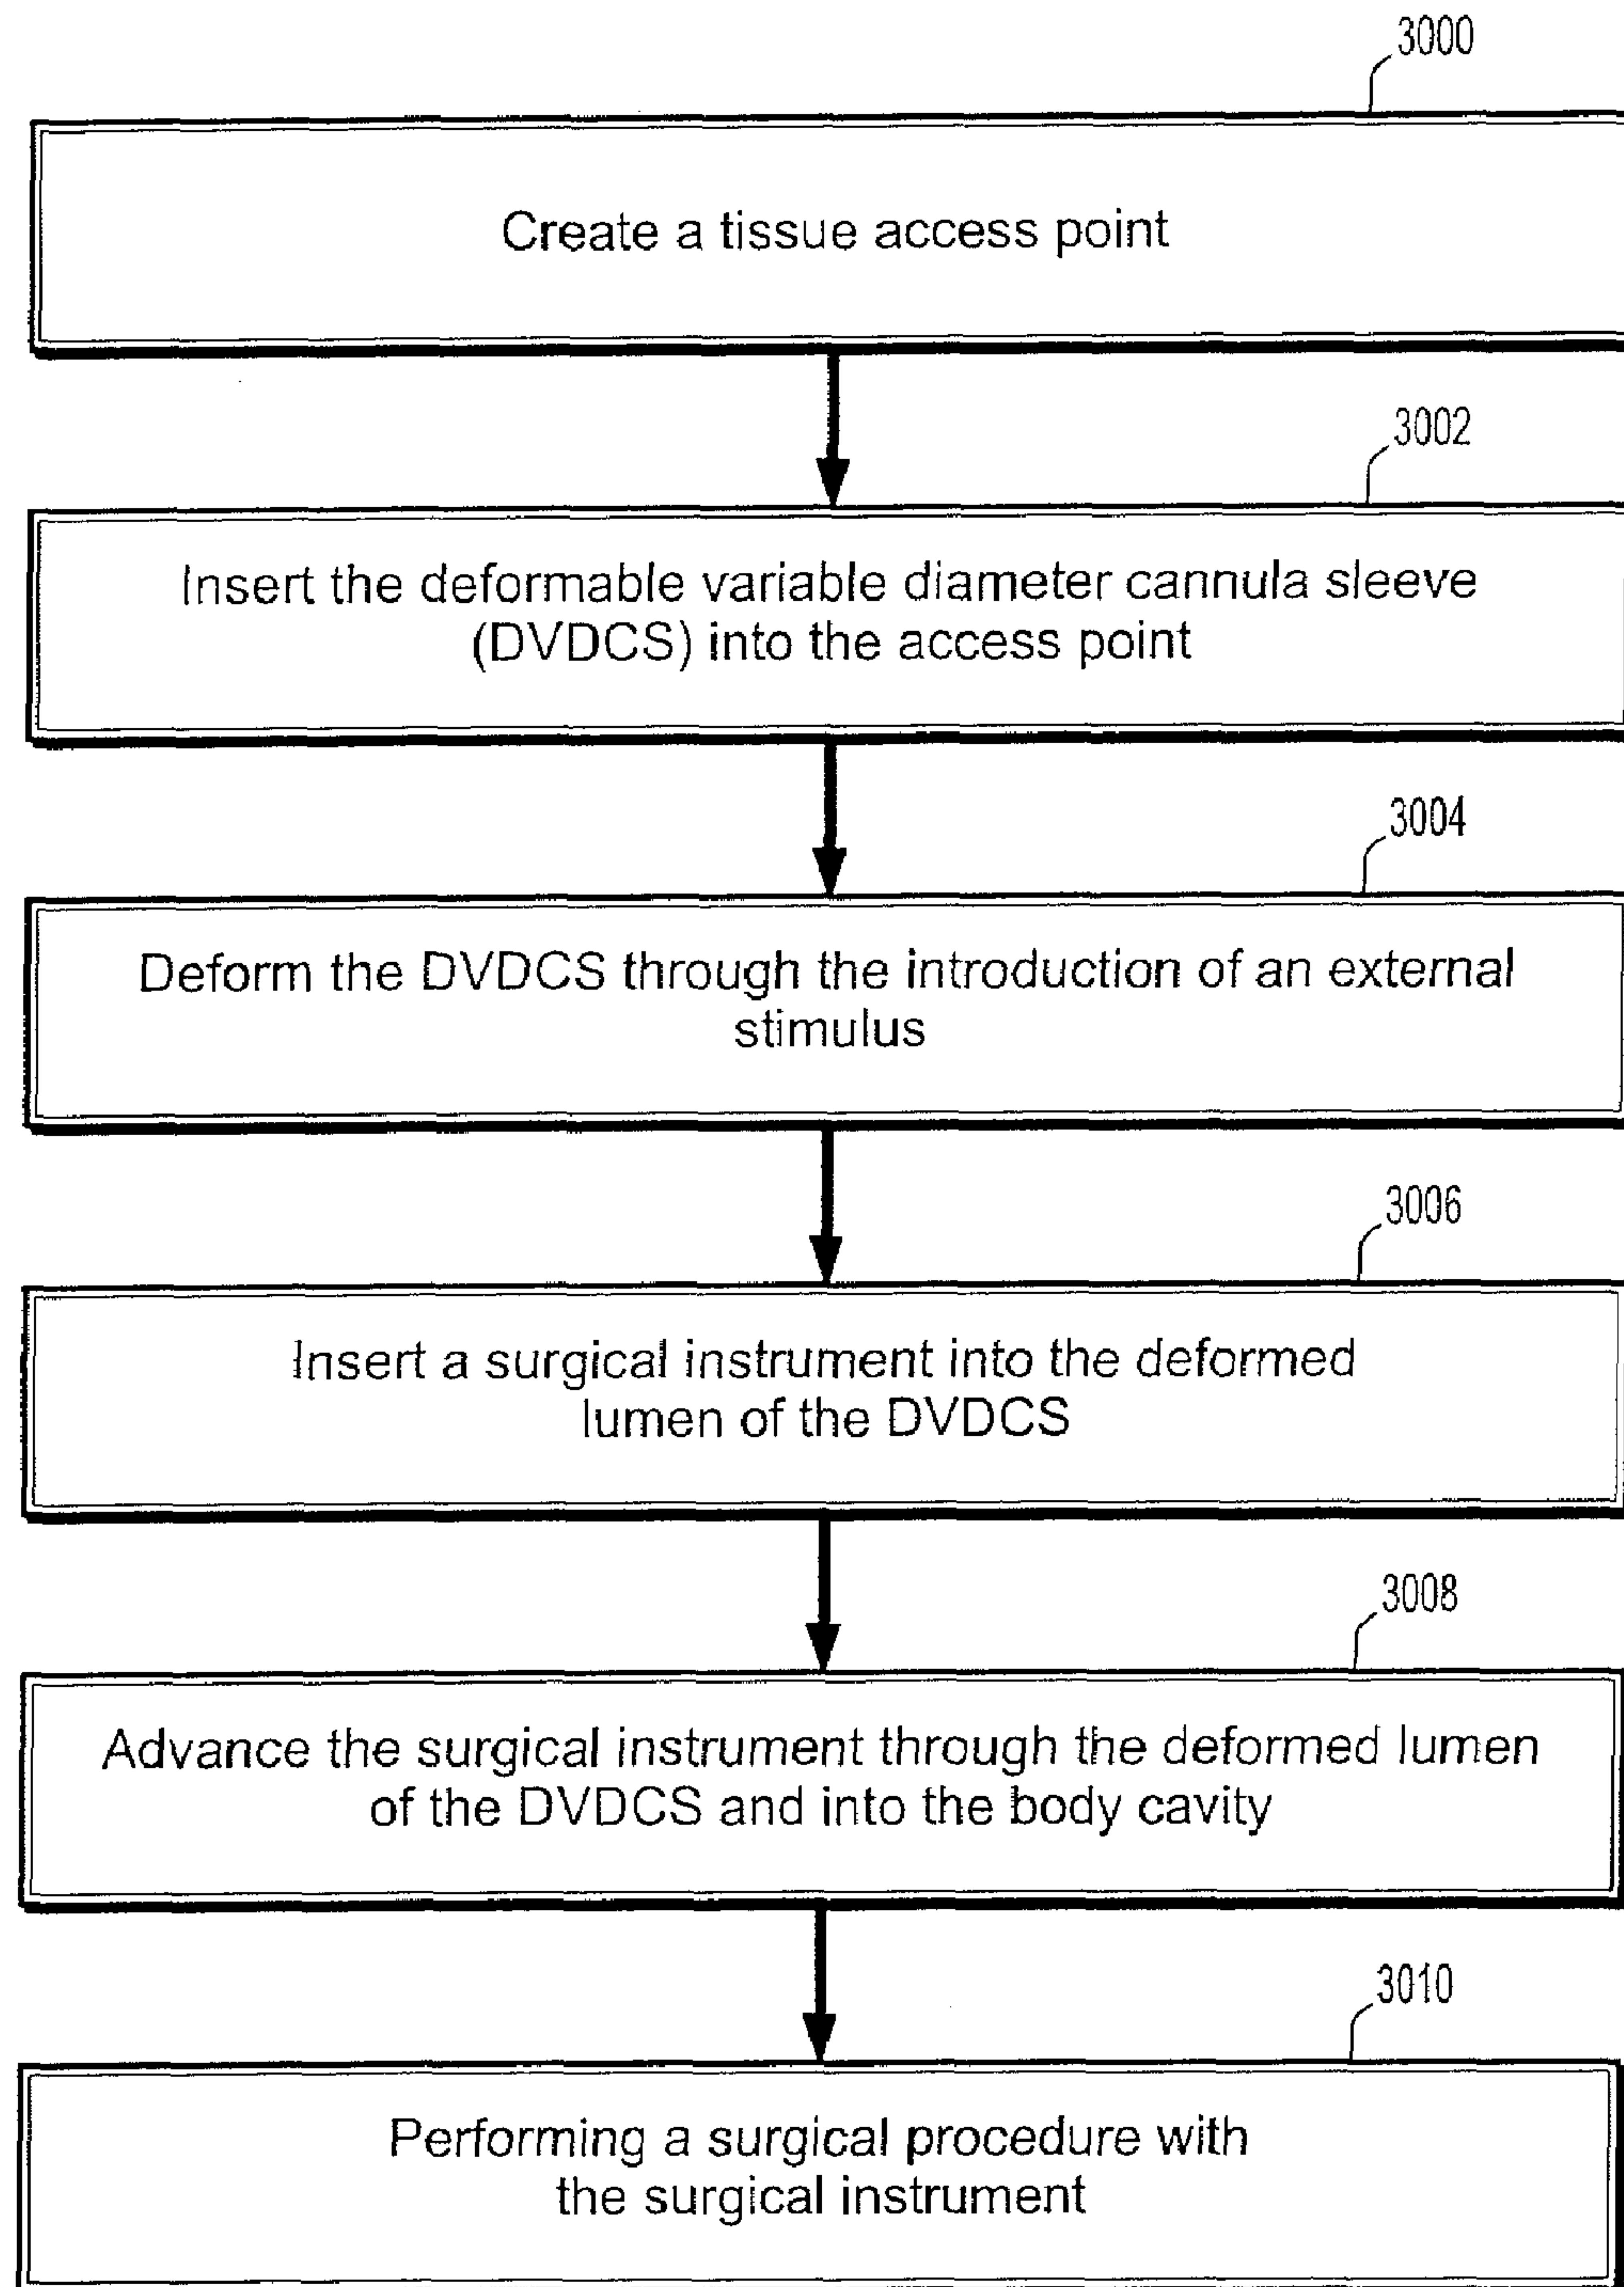 3000
Create a tissue access point
3002
Insert the deformable variable diameter cannula sleeve
(DVDCS) into the access point
3004
Deform the DVDCS through the introduction of an external
stimulus
3006
Insert a surgical instrument into the deformed
lumen of the DVDCS
3008
Advance the surgical instrument through the deformed lumen
of the DVDCS and into the body cavity
3010
Performing a surgical procedure with
the surgical instrument